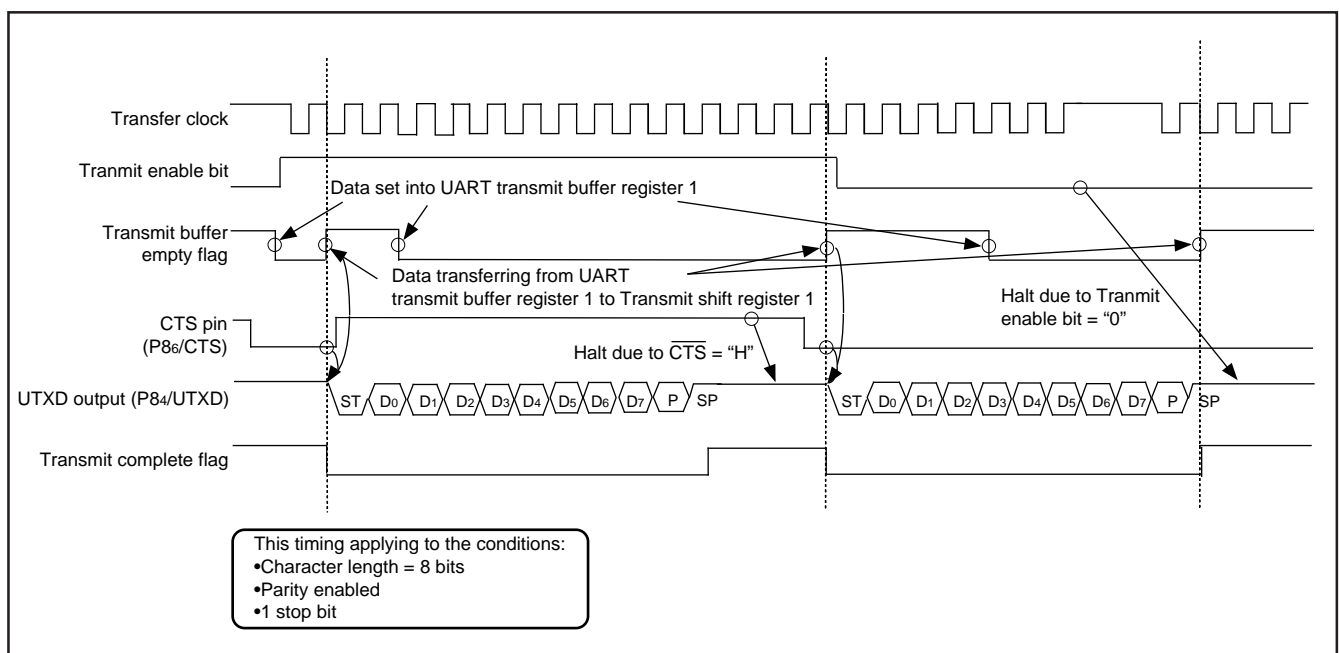 Transfer clock
Tranmit enable bit
Data set into UART transmit buffer register 1
Transmit buffer
empty flag
Data transferring from UART
transmit buffer register 1 to Transmit shift register 1
Halt due to Tranmit
enable bit = “0”
CTS pin
(P86/CTS)
Halt due to CTS = “H”
UTXD output (P84/UTXD)
ST D0 D1 D2 D3 D4 D5 D6 D7 P SP ST D0 D1 D2 D3 D4 D5 D6 D7 P SP
Transmit complete flag
This timing applying to the conditions:
•Character length = 8 bits
•Parity enabled
•1 stop bit